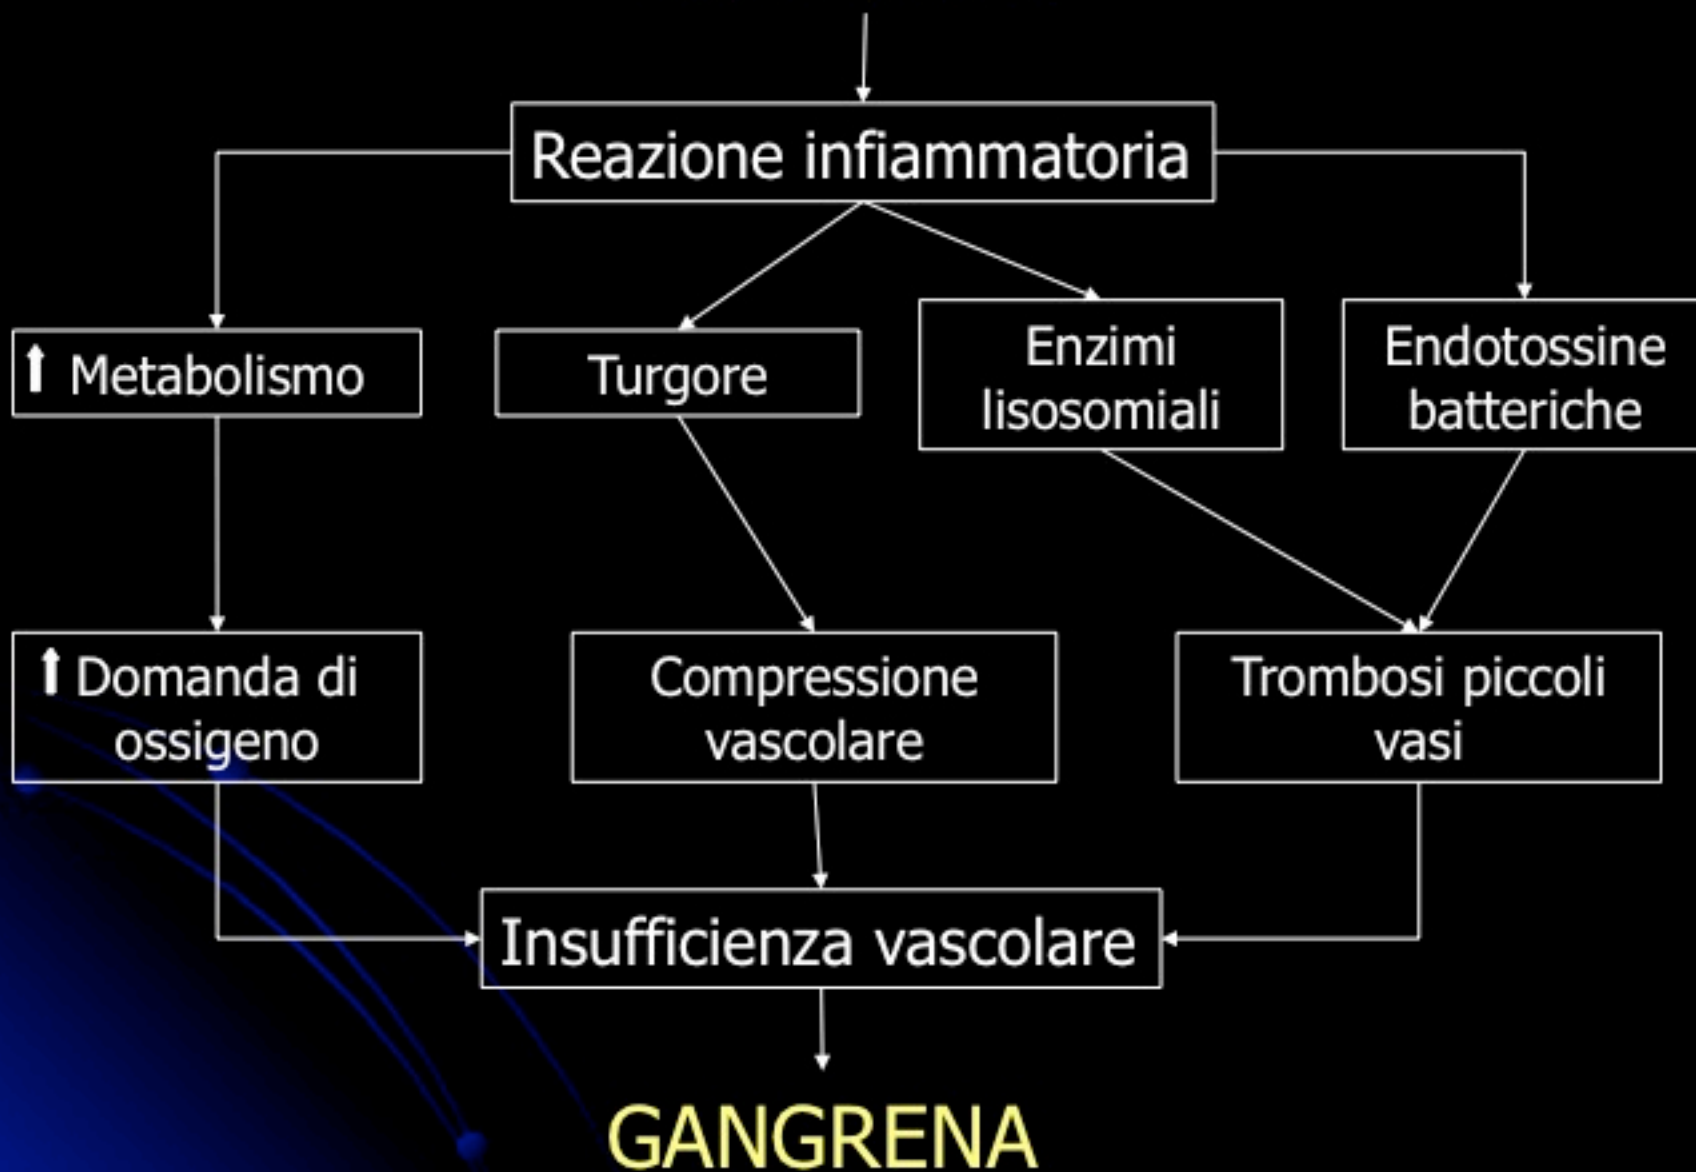 Reazione infiammatoria
Metabolismo
Turgore
Enzimi
lisosomiali
Endotossine
batteriche
Domanda di
ossigeno
Compressione
vascolare
Trombosi piccoli
vasi
Insufficienza vascolare
GANGRENA